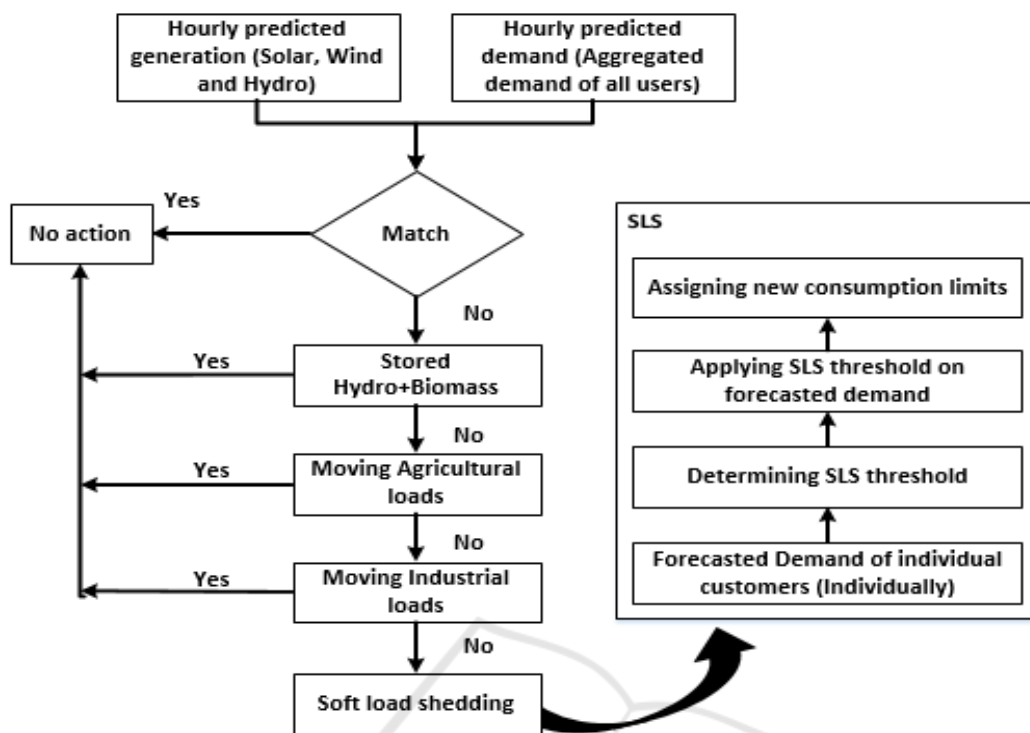 Hourly predicted
generation (Solar, Wind
and Hydro)
Hourly predicted
demand (Aggregated
demand of all users)
Yes
No action
Match
No
Yes
Stored
Hydro+Biomass
No
Yes
Moving Agricultural
loads
No
Yes
Moving Industrial
loads
No
Soft load shedding
SLS
Assigning new consumption limits
Applying SLS threshold on
forecasted demand
Determining SLS threshold
Forecasted Demand of individual
customers (Individually)